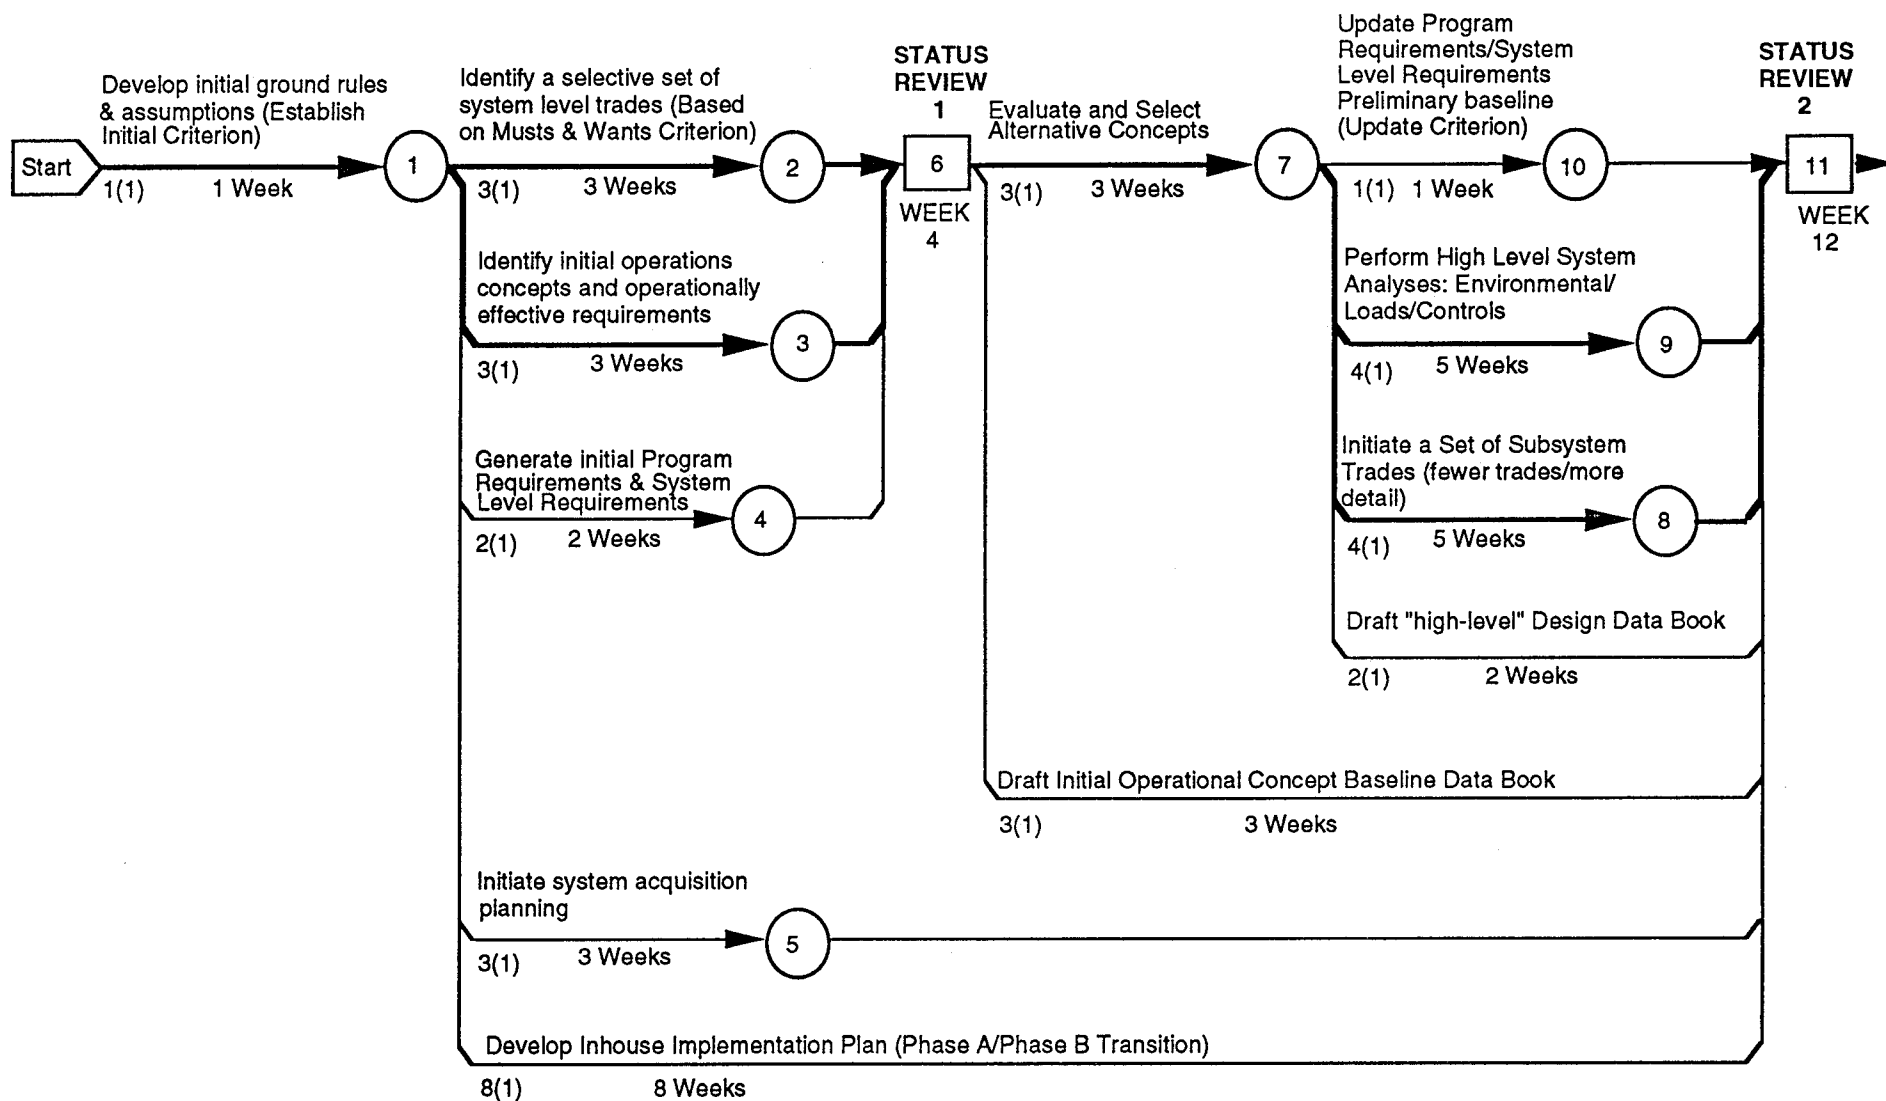 Start
Develop initial ground rules
& assumptions (Establish
Initial Criterion)
1(1)
1 Week
1
Identify a selective set of
system level trades (Based
on Musts & Wants Criterion)
3(1)
3 Weeks
2
Identify initial operations
concepts and operationally
effective requirements
3(1)
3 Weeks
3
Generate initial Program
Requirements & System
Level Requirements
2(1)
2 Weeks
4
STATUS
REVIEW
1
6
WEEK
4
Evaluate and Select
Alternative Concepts
3(1)
3 Weeks
7
Update Program
Requirements/System
Level Requirements
Preliminary baseline
(Update Criterion)
1(1)
1 Week
10
Perform High Level System
Analyses: Environmental/
Loads/Controls
4(1)
5 Weeks
9
Initiate a Set of Subsystem
Trades (fewer trades/more
detail)
4(1)
5 Weeks
8
Draft "high-level" Design Data Book
2(1)
2 Weeks
STATUS
REVIEW
2
11
WEEK
12
Draft Initial Operational Concept Baseline Data Book
3(1)
3 Weeks
Initiate system acquisition
planning
3(1)
3 Weeks
5
Develop Inhouse Implementation Plan (Phase A/Phase B Transition)
8(1)
8 Weeks